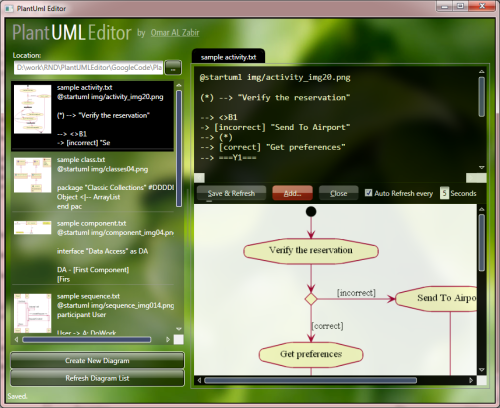 PlantUml Editor
PlantUMLEditor by Omar AL Zabir
Location:
D:\work\RND\PlantUMLEditor\GoogleCode\Pla
...
sample activity.txt
@startuml img/activity_img20.png
(*) --> "Verify the reservation"
--> <>B1
-> [incorrect] "Se
sample class.txt
@startuml img/classes04.png
package "Classic Collections" #DDDDI
Object <|-- ArrayList
end pac
sample component.txt
@startuml img/component_img04.pn
interface "Data Access" as DA
DA - [First Component]
[Firs
sample sequence.txt
@startuml img/sequence_img014.png
participant User
User -> A: DoWork
Create New Diagram
Refresh Diagram List
Saved.
sample activity.txt
@startuml img/activity_img20.png
(*) --> "Verify the reservation"
--> <>B1
-> [incorrect] "Send To Airport"
--> (*)
-> [correct] "Get preferences"
--> ===Y1===
Save & Refresh
Add...
Close
Auto Refresh every 5 Seconds
Verify the reservation
[incorrect]
Send To Airpo
[correct]
Get preferences